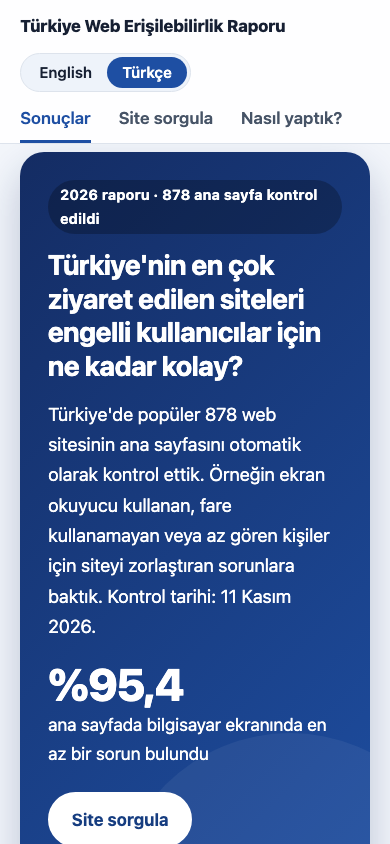 Türkiye Web Erişilebilirlik Raporu
English
Türkçe
Sonuçlar
Site sorgula
Nasıl yaptık?
2026 raporu · 878 ana sayfa kontrol
edildi
Türkiye'nin en çok
ziyaret edilen siteleri
engelli kullanıcılar için
ne kadar kolay?
Türkiye'de popüler 878 web
sitesinin ana sayfasını otomatik
olarak kontrol ettik. Örneğin ekran
okuyucu kullanan, fare
kullanamayan veya az gören kişiler
için siteyi zorlaştıran sorunlara
baktık. Kontrol tarihi: 11 Kasım
2026.
%95,4
ana sayfada bilgisayar ekranında en
az bir sorun bulundu
Site sorgula